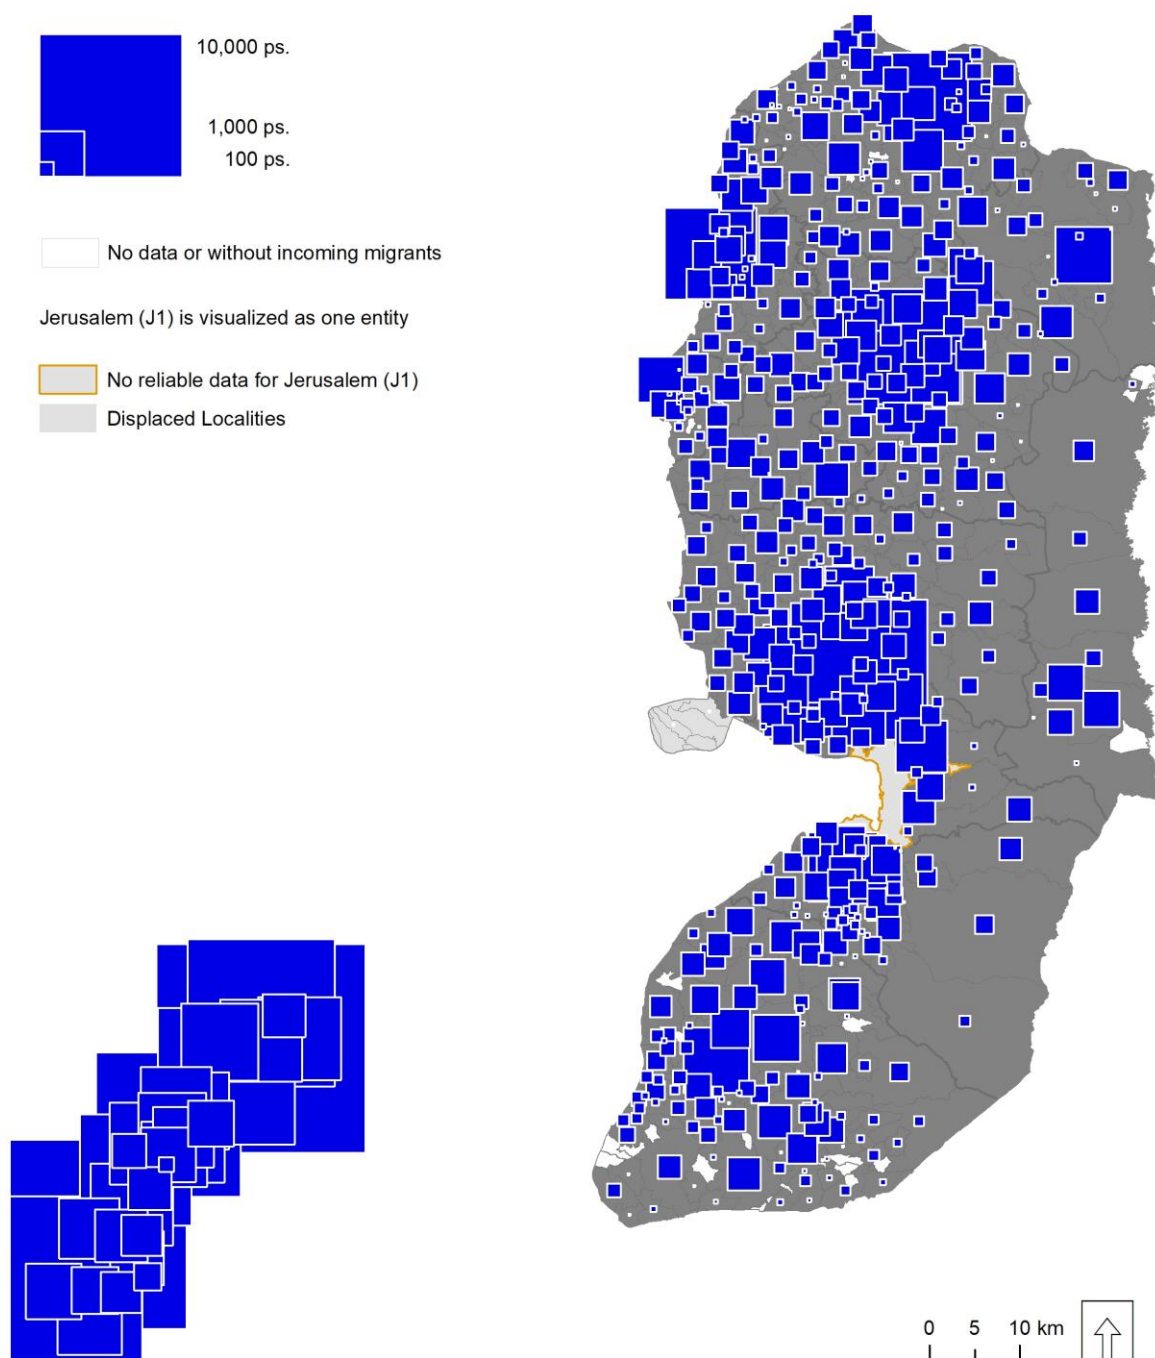 10,000 ps.
1,000 ps.
100 ps.
No data or without incoming migrants
Jerusalem (J1) is visualized as one entity
No reliable data for Jerusalem (J1)
Displaced Localities
0 5 10 km